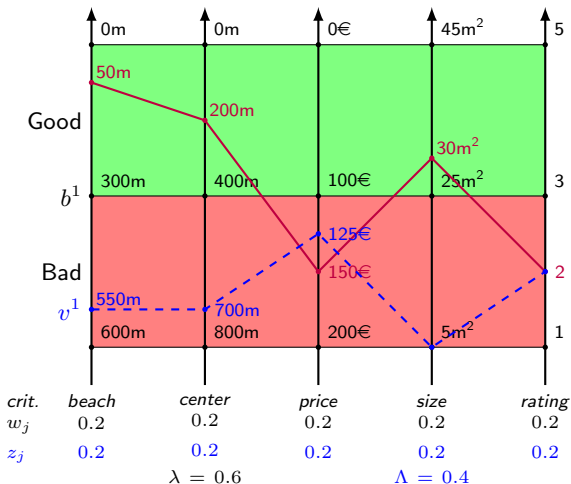 0m 0m 0€ 45m² 5
50m
Good 200m
30m²
b¹ 300m 400m 100€ 25m² 3
125€
Bad 150€ 2
v¹ 550m 700m
600m 800m 200€ 5m² 1
crit. beach center price size rating
w_j 0.2 0.2 0.2 0.2 0.2
z_j 0.2 0.2 0.2 0.2 0.2
λ = 0.6 Λ = 0.4